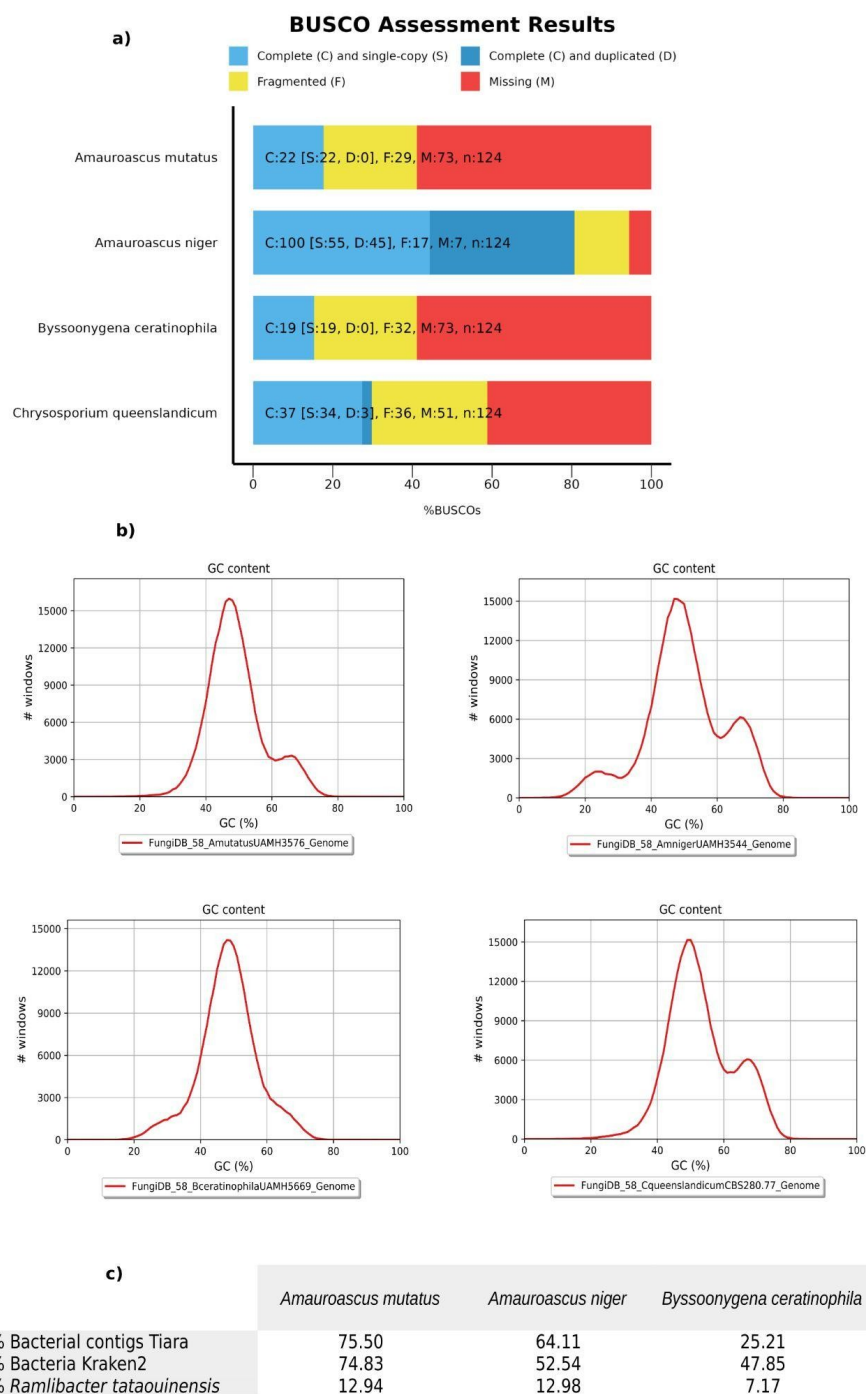 a)
BUSCO Assessment Results
Complete (C) and single-copy (S)
Complete (C) and duplicated (D)
Fragmented (F)
Missing (M)
Amauroascus mutatus
C:22 [S:22, D:0], F:29, M:73, n:124
Amauroascus niger
C:100 [S:55, D:45], F:17, M:7, n:124
Byssoonygena ceratinophila
C:19 [S:19, D:0], F:32, M:73, n:124
Chrysosporium queenslandicum
C:37 [S:34, D:3], F:36, M:51, n:124
0 20 40 60 80 100
%BUSCOs
b)
GC content
# windows
15000
12000
9000
6000
3000
0
0 20 40 60 80 100
GC (%)
FungiDB_58_AmutatusUAMH3576_Genome
GC content
# windows
15000
12000
9000
6000
3000
0
0 20 40 60 80 100
GC (%)
FungiDB_58_AmnigerUAMH3544_Genome
GC content
# windows
15000
12000
9000
6000
3000
0
0 20 40 60 80 100
GC (%)
FungiDB_58_BceratinophilaUAMH5669_Genome
GC content
# windows
15000
12000
9000
6000
3000
0
0 20 40 60 80 100
GC (%)
FungiDB_58_CqueenslandicumCBS280.77_Genome
c)
Amauroascus mutatus Amauroascus niger Byssoonygena ceratinophila
% Bacterial contigs Tiara 75.50 64.11 25.21
% Bacteria Kraken2 74.83 52.54 47.85
% Ramlibacter tataouinensis 12.94 12.98 7.17